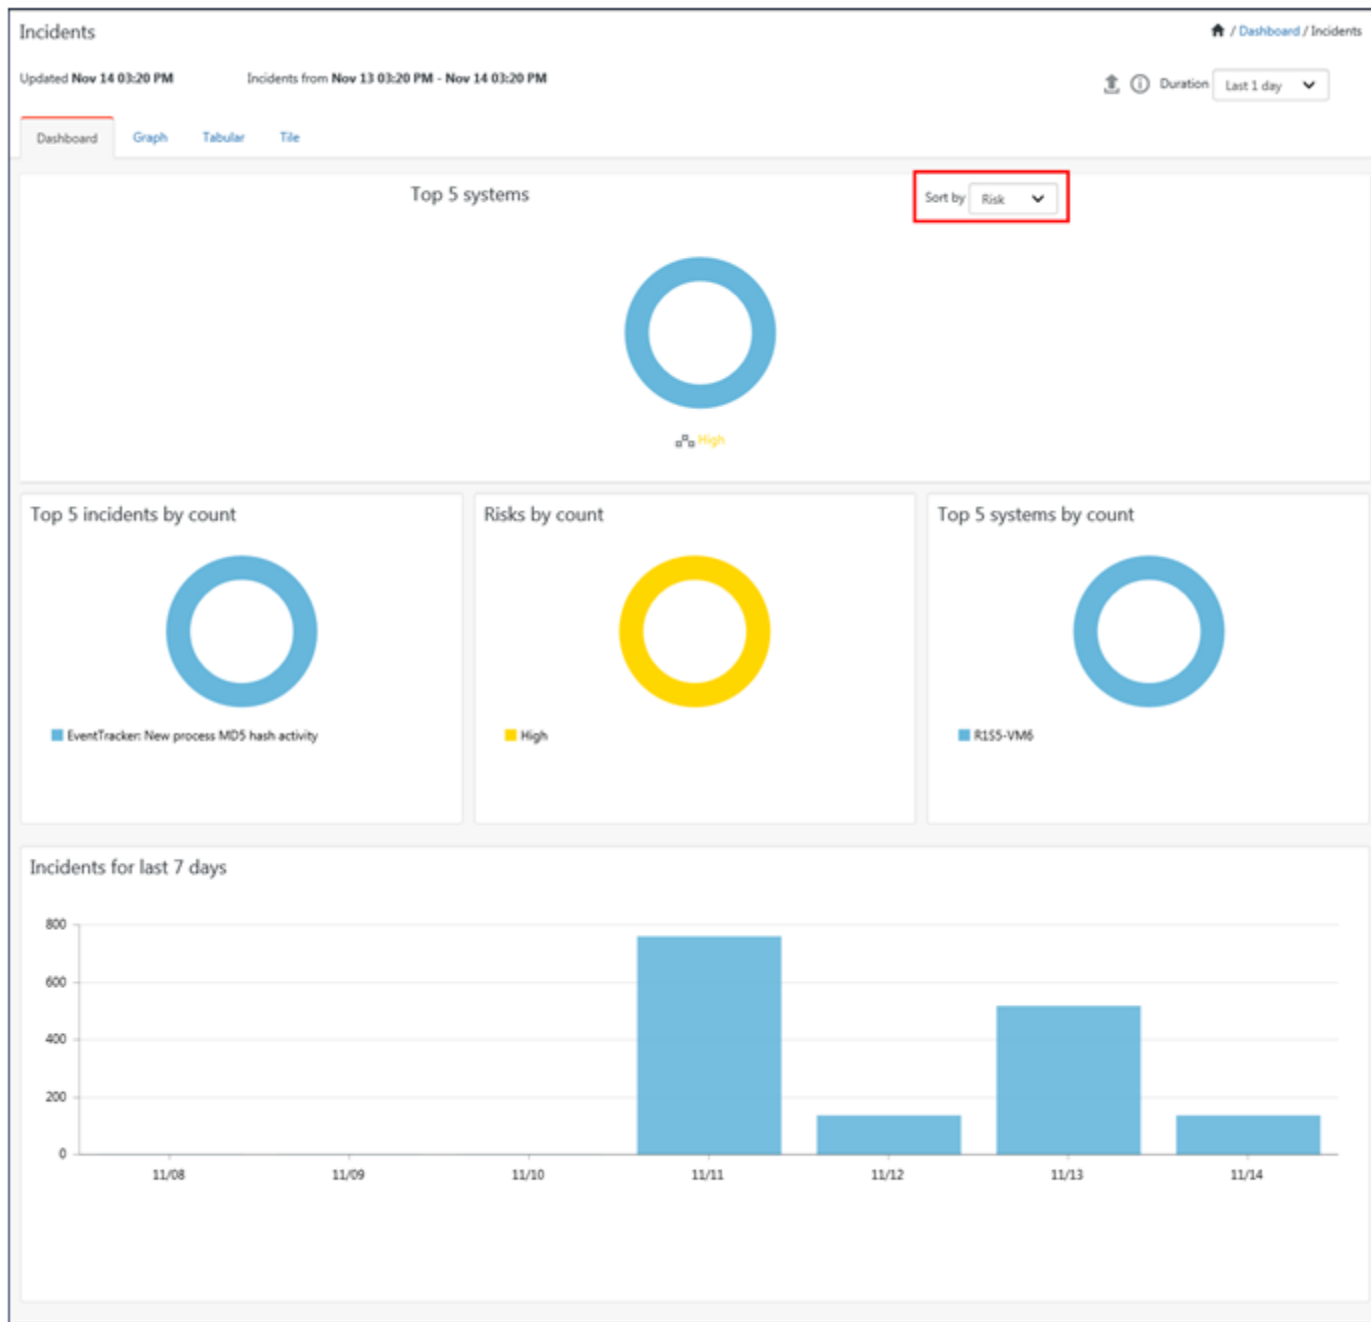 Incidents
/ Dashboard / Incidents
Updated Nov 14 03:20 PM
Incidents from Nov 13 03:20 PM - Nov 14 03:20 PM
Duration
Last 1 day
Dashboard
Graph
Tabular
Tile
Top 5 systems
Sort by
Risk
High
Top 5 incidents by count
EventTracker: New process MD5 hash activity
Risks by count
High
Top 5 systems by count
R1S5-VM6
Incidents for last 7 days
800
600
400
200
0
11/08
11/09
11/10
11/11
11/12
11/13
11/14